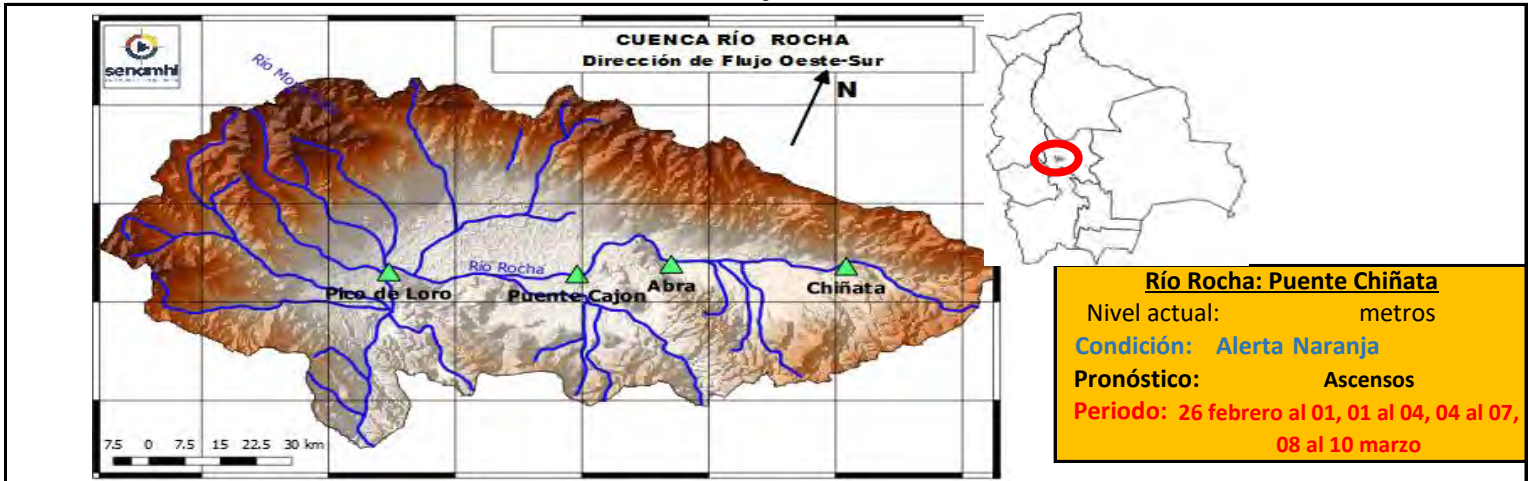 senamhi
CUENCA RÍO ROCHA
Dirección de Flujo Oeste-Sur
N
Río Rocha
Pico de Loro
Puente Cajon
Abra
Chiñata
7.5 0 7.5 15 22.5 30 km
Río Rocha: Puente Chiñata
Nivel actual: metros
Condición: Alerta Naranja
Pronóstico: Ascensos
Periodo: 26 febrero al 01, 01 al 04, 04 al 07,
08 al 10 marzo